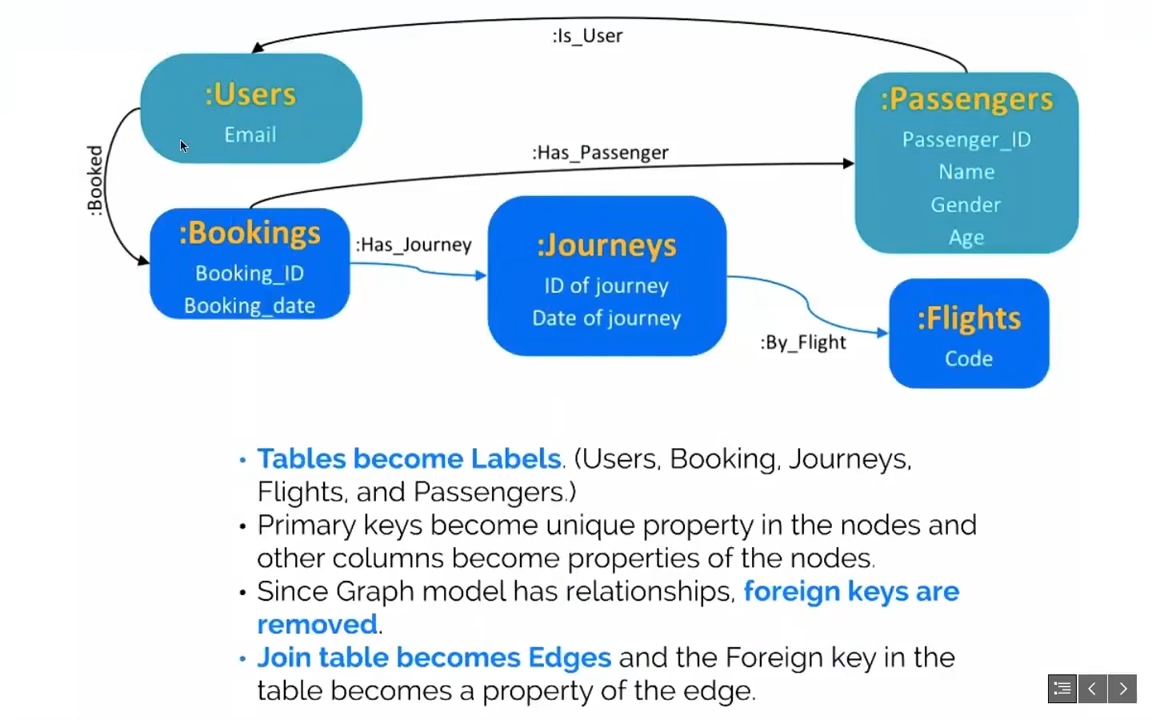 :Is_User
:Users
Email
:Passengers
Passenger_ID
Name
Gender
Age
:Booked
:Has_Passenger
:Bookings
Booking_ID
Booking_date
:Has_Journey
:Journeys
ID of journey
Date of journey
:By_Flight
:Flights
Code
• Tables become Labels. (Users, Booking, Journeys,
Flights, and Passengers.)
• Primary keys become unique property in the nodes and
other columns become properties of the nodes.
• Since Graph model has relationships, foreign keys are
removed.
• Join table becomes Edges and the Foreign key in the
table becomes a property of the edge.